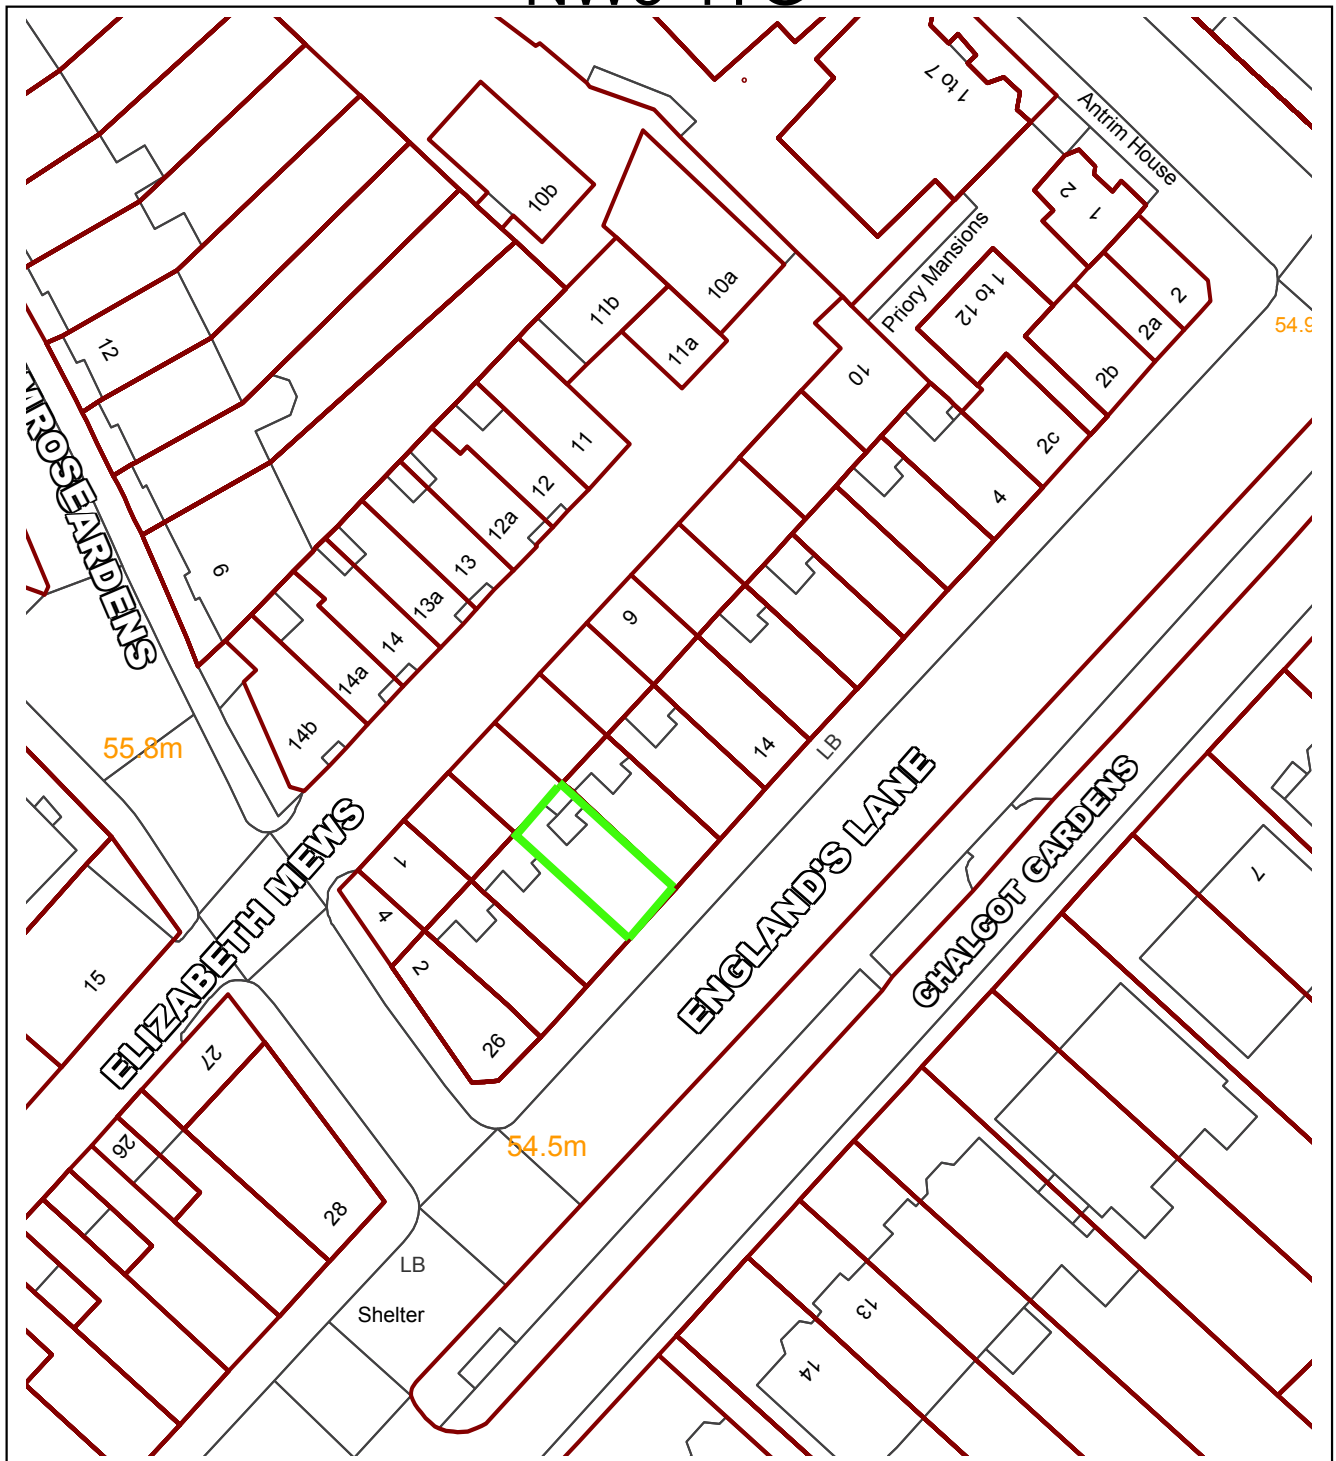 1 to 7
Antrim House
10b
2
1
10a
Priory Mansions
11b
1 to 12
2
2a
54.9
11a
12
10
2b
11
2c
12
4
12a
13
6
13a
9
14
14a
14b
14
LB
55.8m
ENGLAND'S LANE
CHALCOT GARDENS
ELIZABETH MEWS
1
4
7
2
15
26
27
26
54.5m
28
LB
Shelter
13
14